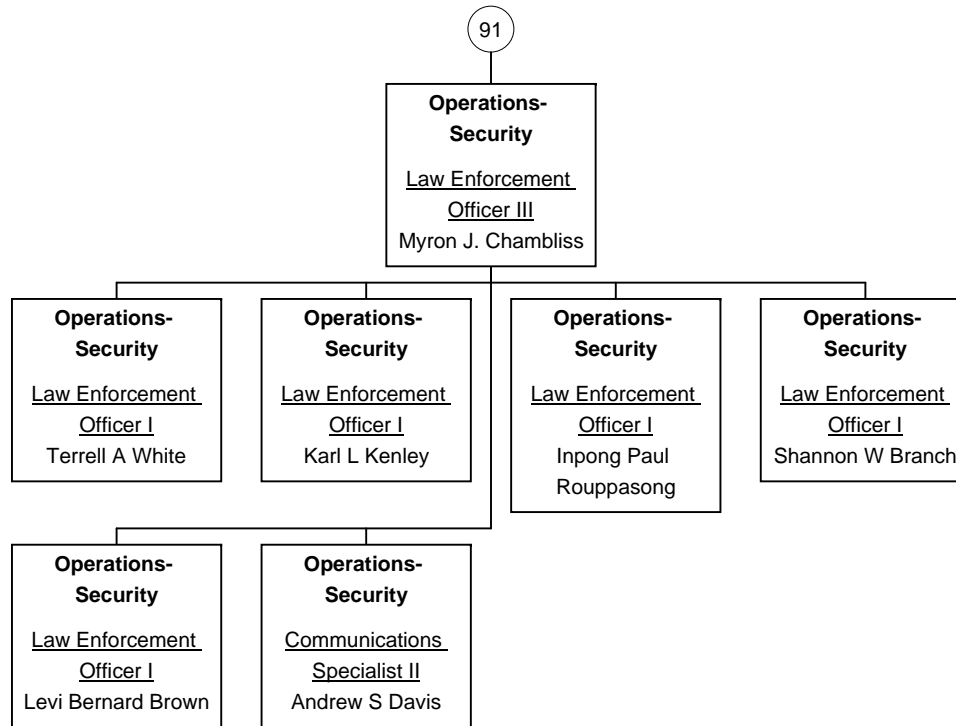 91
Operations-
Security
Law Enforcement
Officer III
Myron J. Chambliss
Operations-
Security
Law Enforcement
Officer I
Terrell A White
Operations-
Security
Law Enforcement
Officer I
Karl L Kenley
Operations-
Security
Law Enforcement
Officer I
Inpong Paul
Rouppasong
Operations-
Security
Law Enforcement
Officer I
Shannon W Branch
Operations-
Security
Law Enforcement
Officer I
Levi Bernard Brown
Operations-
Security
Communications
Specialist II
Andrew S Davis